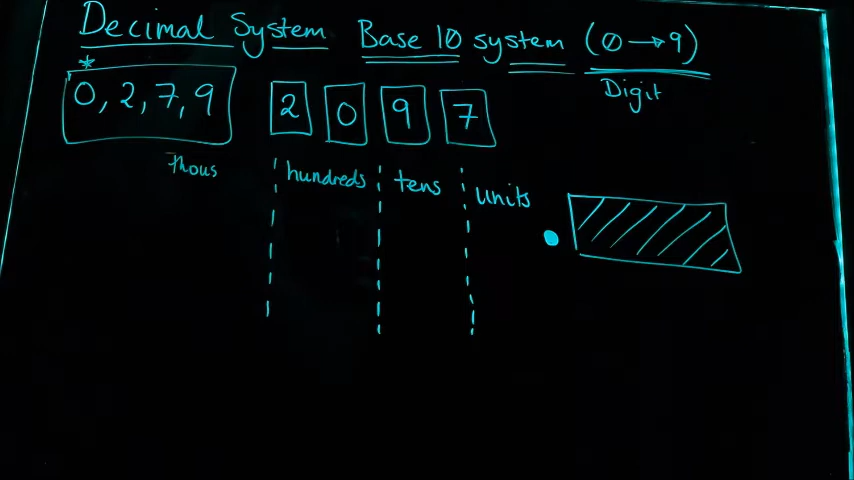 Decimal System Base 10 system (0→9)
*
Digit
0, 2, 7, 9 2 0 9 7
thous hundreds tens units